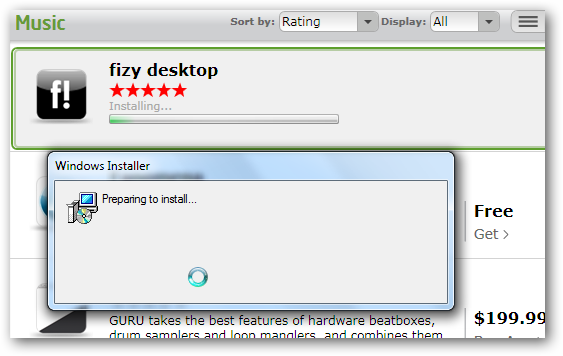 Music
Sort by: Rating Display: All
f!
fizy desktop
Installing...
Windows Installer
Preparing to install...
Free
Get >
$199.99
GURU takes the best features of hardware beatboxes,
drum samplers and loop manglers, and combines them